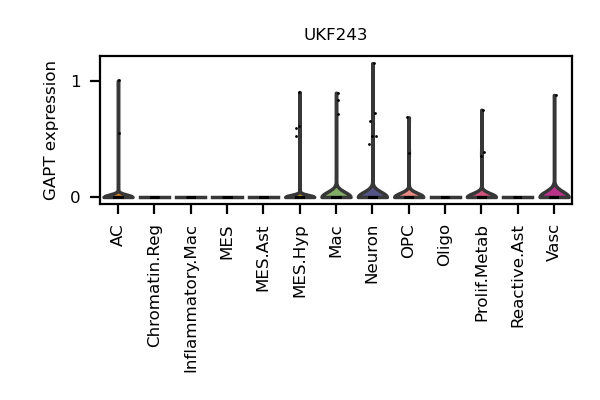 UKF243
GAPT expression
1
0
AC
Chromatin.Reg
Inflammatory.Mac
MES
MES.Ast
MES.Hyp
Mac
Neuron
OPC
Oligo
Prolif.Metab
Reactive.Ast
Vasc